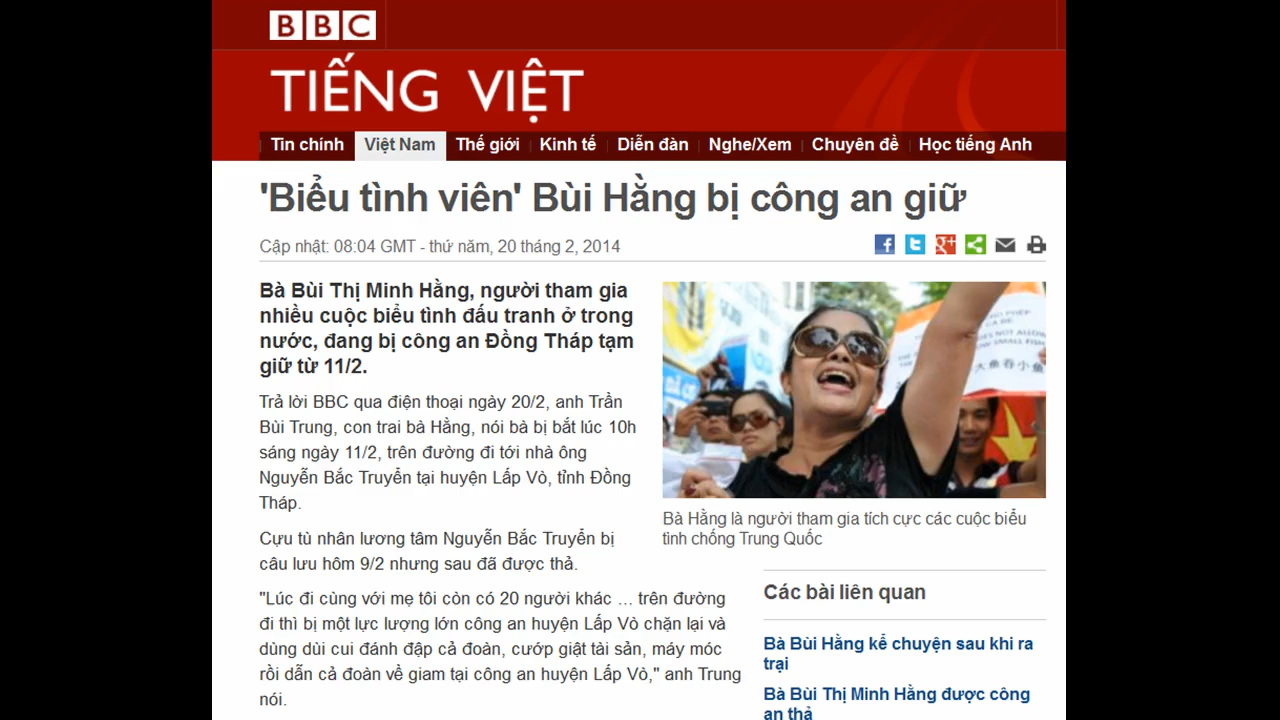 BBC
TIẾNG VIỆT
Tin chính
Việt Nam
Thế giới
Kinh tế
Diễn đàn
Nghe/Xem
Chuyên đề
Học tiếng Anh
'Biểu tình viên' Bùi Hằng bị công an giữ
Cập nhật: 08:04 GMT - thứ năm, 20 tháng 2, 2014
Bà Bùi Thị Minh Hằng, người tham gia
nhiều cuộc biểu tình đấu tranh ở trong
nước, đang bị công an Đồng Tháp tạm
giữ từ 11/2.
Trả lời BBC qua điện thoại ngày 20/2, anh Trần
Bùi Trung, con trai bà Hằng, nói bà bị bắt lúc 10h
sáng ngày 11/2, trên đường đi tới nhà ông
Nguyễn Bắc Truyển tại huyện Lấp Vò, tỉnh Đồng
Tháp.
Cựu tù nhân lương tâm Nguyễn Bắc Truyển bị
câu lưu hôm 9/2 nhưng sau đã được thả.
"Lúc đi cùng với mẹ tôi còn có 20 người khác … trên đường
đi thì bị một lực lượng lớn công an huyện Lấp Vò chặn lại và
dùng dùi cui đánh đập cả đoàn, cướp giật tài sản, máy móc
rồi dẫn cả đoàn về giam tại công an huyện Lấp Vò," anh Trung
nói.
大鱼吞小鱼
Bà Hằng là người tham gia tích cực các cuộc biểu
tình chống Trung Quốc
Các bài liên quan
Bà Bùi Hằng kể chuyện sau khi ra
trại
Bà Bùi Thị Minh Hằng được công
an thả